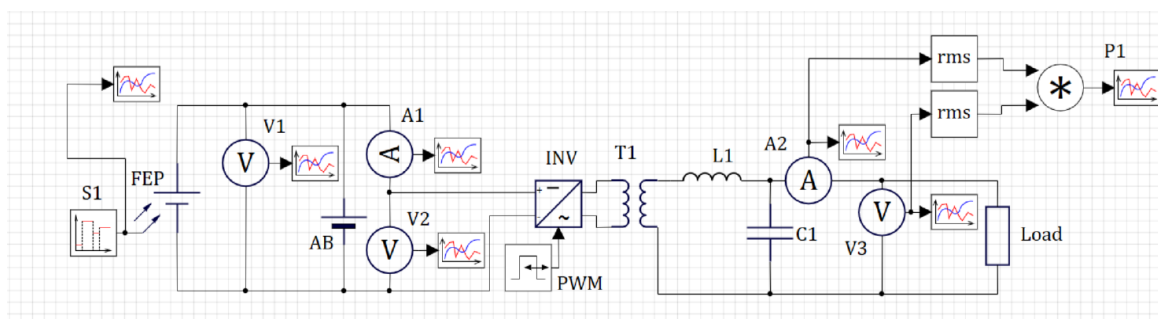 rms
P1
*
rms
V1
V
A1
A
A2
A
INV
T1
L1
S1
FEP
AB
V2
V
+
-
~
PWM
C1
V3
V
Load